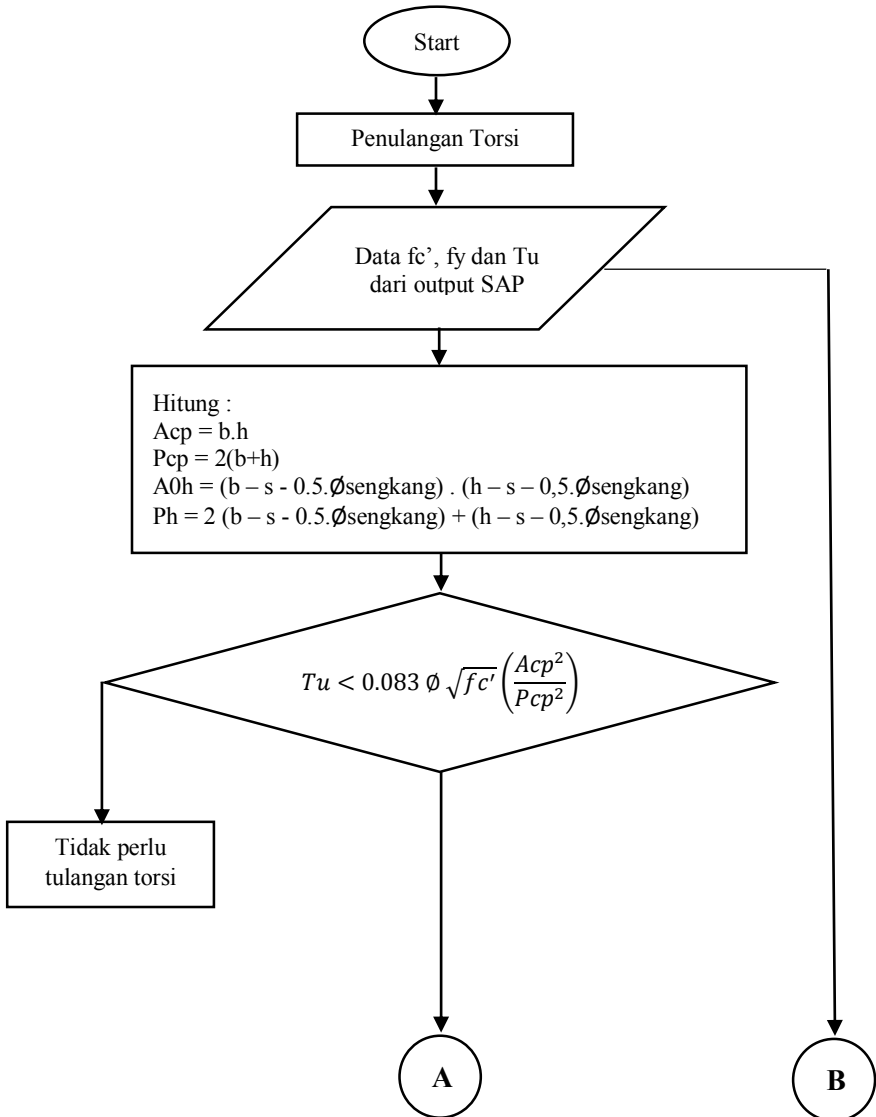 Start
Penulangan Torsi
Data fc’, fy dan Tu
dari output SAP
Hitung :
Acp = b.h
Pcp = 2(b+h)
A0h = (b – s - 0.5.Øsengkang) . (h – s – 0,5.Øsengkang)
Ph = 2 (b – s - 0.5.Øsengkang) + (h – s – 0,5.Øsengkang)
Tu < 0.083 ∅ √fc′ (Acp²/Pcp²)
Tidak perlu
tulangan torsi
A
B